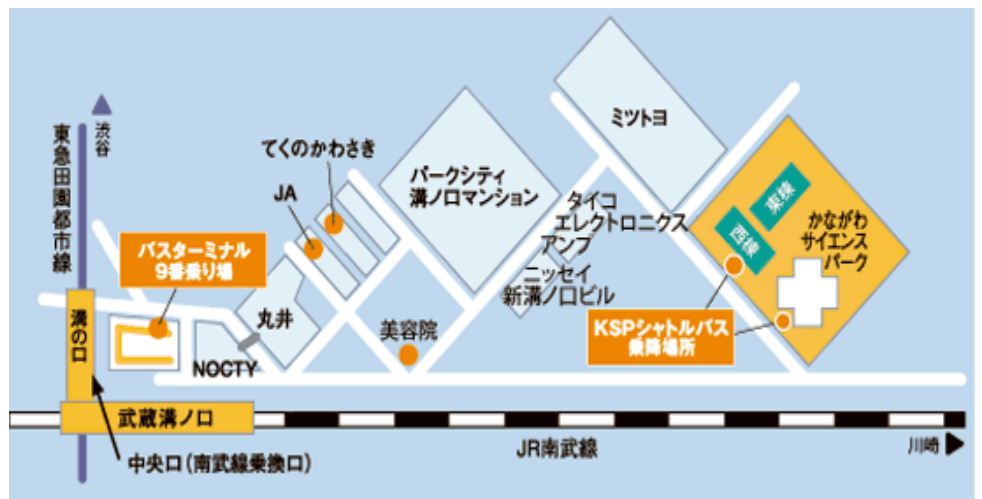 渋谷
東急田園都市線
バスターミナル
9番乗り場
溝の口
武蔵溝ノ口
中央口(南武線乗換口)
NOCTY
丸井
JA
てくのかわさき
美容院
パークシティ
溝ノ口マンション
タイコ
エレクトロニクス
アンプ
ニッセイ
新溝ノ口ビル
ミツトヨ
東棟
西棟
かながわ
サイエンス
パーク
KSPシャトルバス
乗降場所
JR南武線
川崎